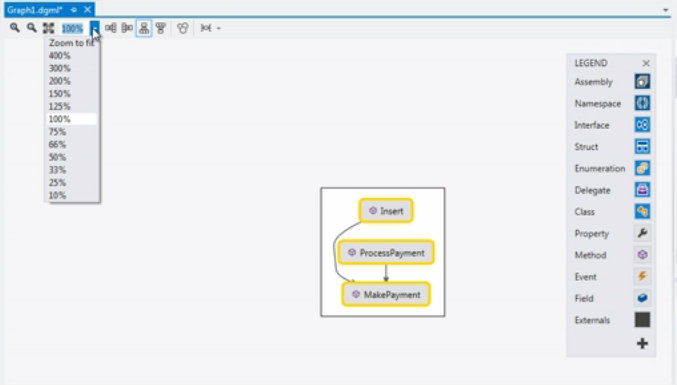 Graph1.dgml*
100%
Zoom to fit
400%
300%
200%
150%
125%
100%
75%
66%
50%
33%
25%
10%
Insert
ProcessPayment
MakePayment
LEGEND
Assembly
Namespace
Interface
Struct
Enumeration
Delegate
Class
Property
Method
Event
Field
Externals